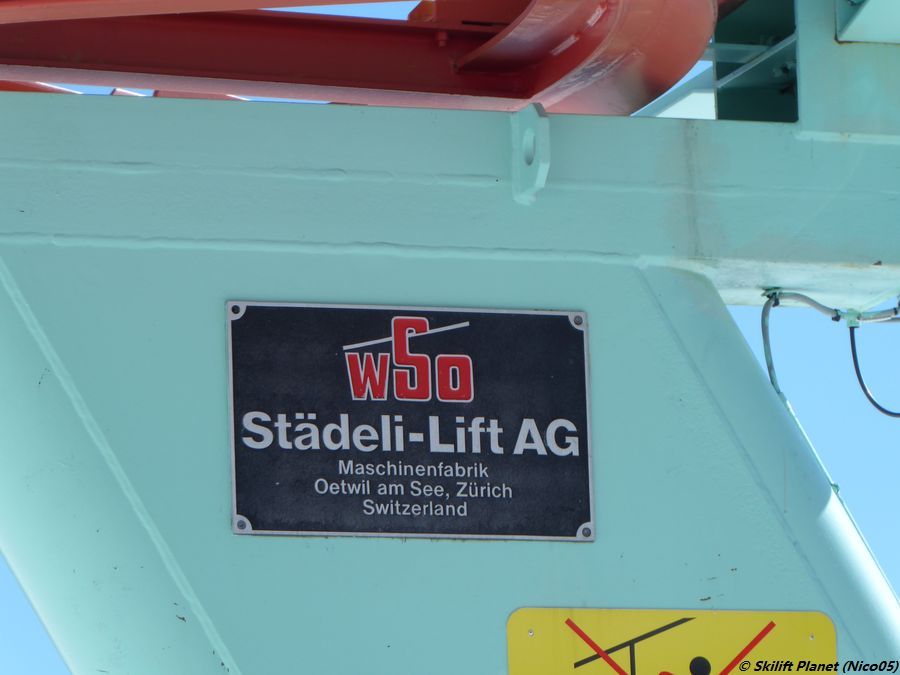 WSO
Städeli-Lift AG
Maschinenfabrik
Oetwil am See, Zürich
Switzerland
© Skilift Planet (Nico05)